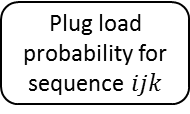 Plug load
probability for
sequence 𝑖𝑗𝑘